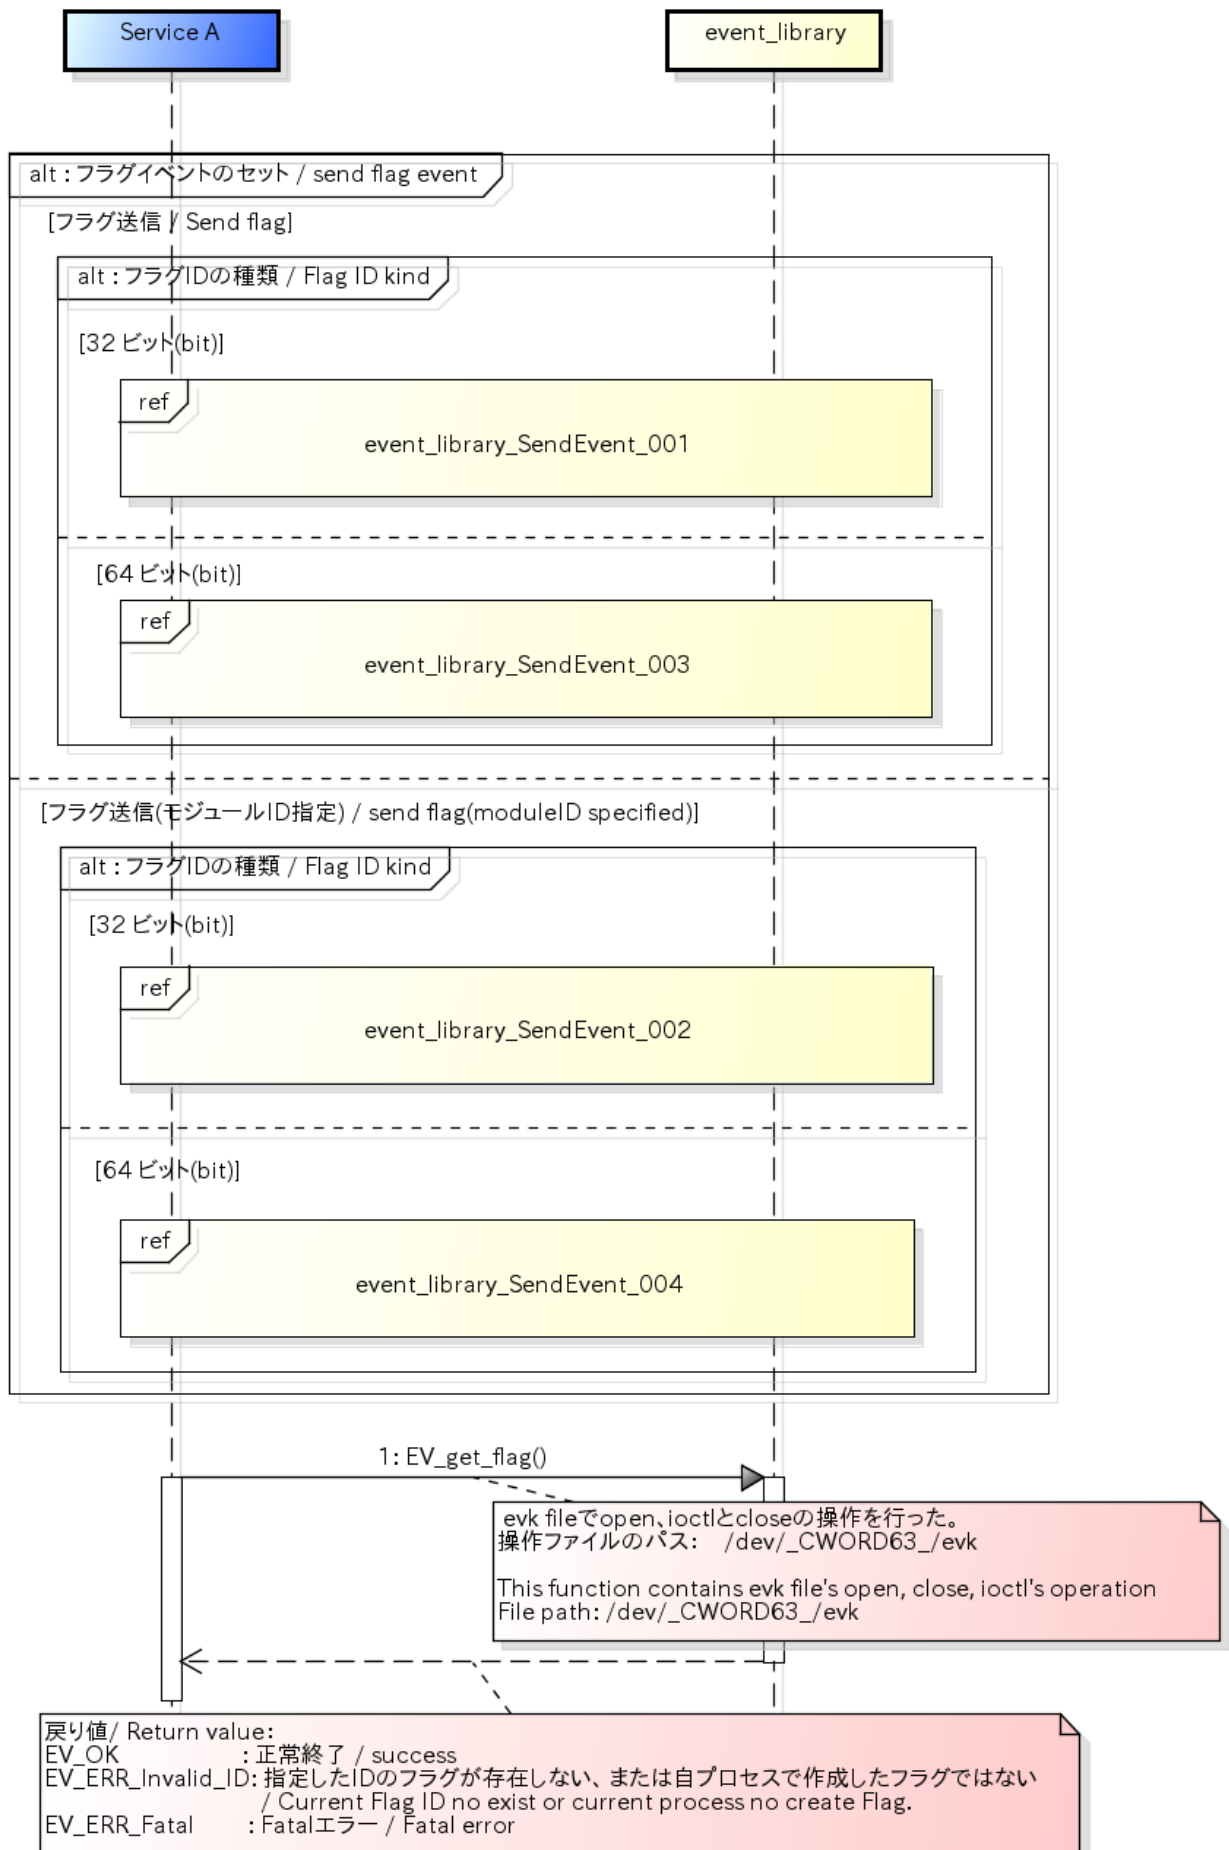 Service A
event_library
alt : フラグイベントのセット / send flag event
[フラグ送信 / Send flag]
alt : フラグIDの種類 / Flag ID kind
[32 ビット(bit)]
ref
event_library_SendEvent_001
[64 ビット(bit)]
ref
event_library_SendEvent_003
[フラグ送信(モジュールID指定) / send flag(moduleID specified)]
alt : フラグIDの種類 / Flag ID kind
[32 ビット(bit)]
ref
event_library_SendEvent_002
[64 ビット(bit)]
ref
event_library_SendEvent_004
1: EV_get_flag()
evk fileでopen、ioctlとcloseの操作を行った。
操作ファイルのパス: /dev/_CWORD63_/evk
This function contains evk file's open, close, ioctl's operation
File path: /dev/_CWORD63_/evk
戻り値/ Return value:
EV_OK : 正常終了 / success
EV_ERR_Invalid_ID: 指定したIDのフラグが存在しない、または自プロセスで作成したフラグではない
/ Current Flag ID no exist or current process no create Flag.
EV_ERR_Fatal : Fatalエラー / Fatal error